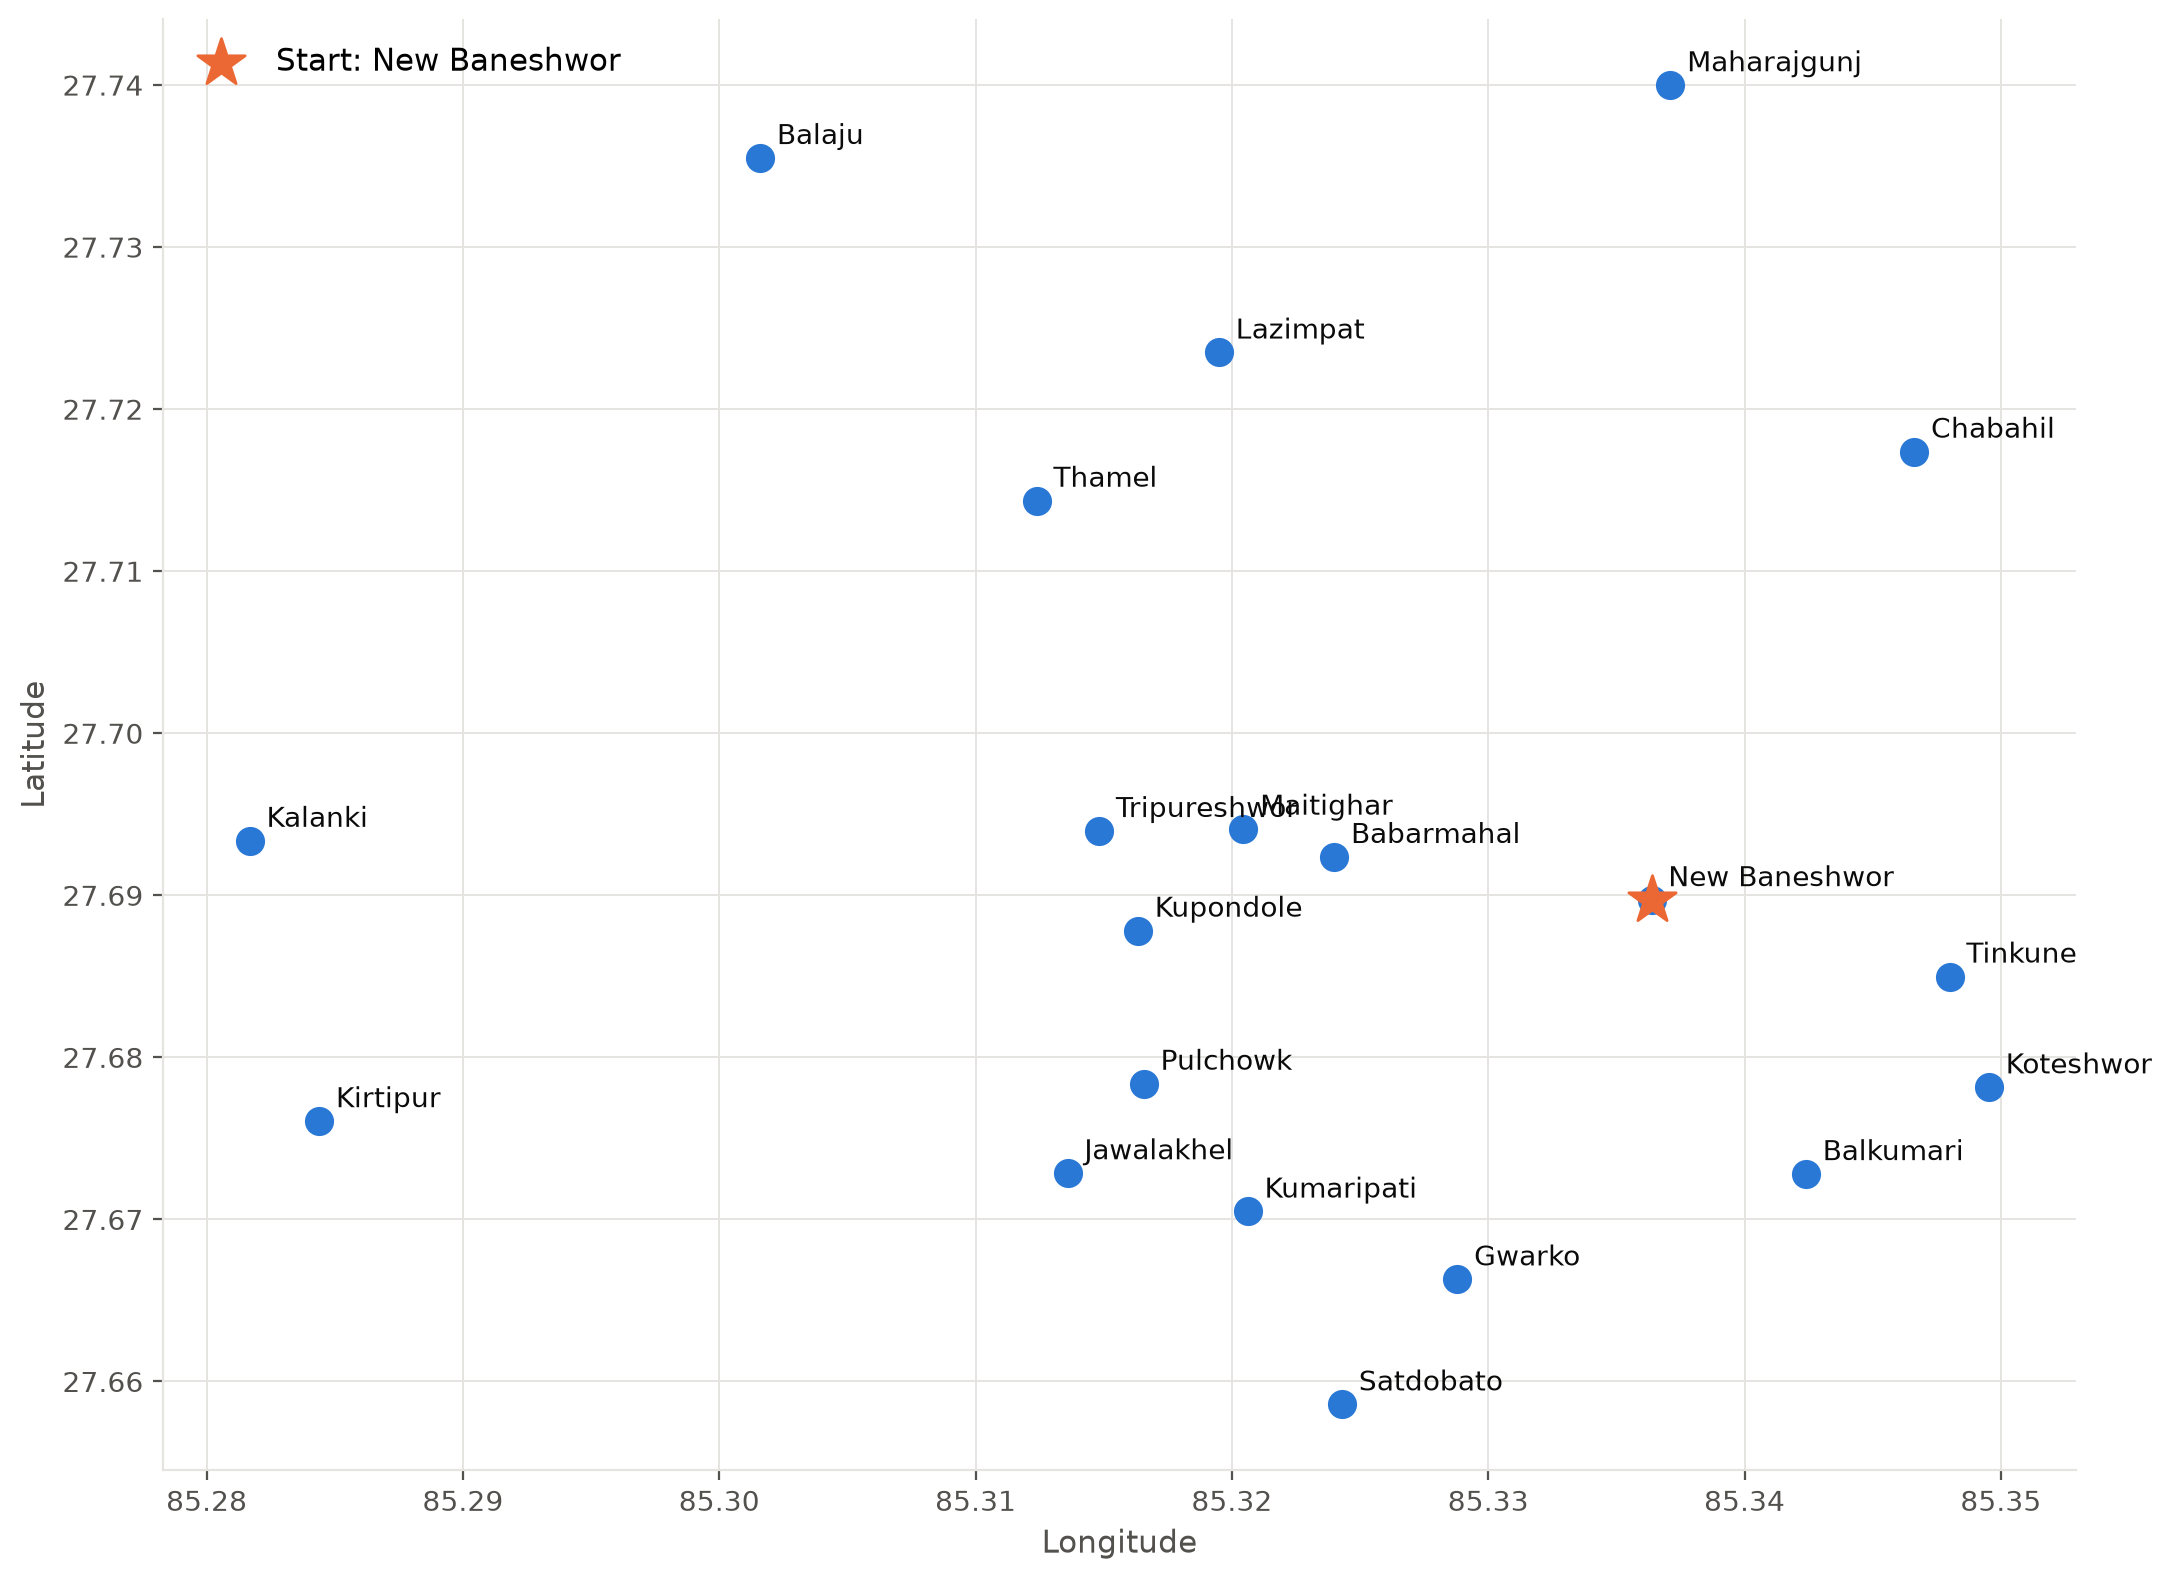 Start: New Baneshwor
Maharajgunj
27.74
Balaju
27.73
Lazimpat
27.72
Chabahil
Thamel
27.71
27.70
Latitude
Kalanki
Tripureshwor
Maitighar
Babarmahal
New Baneshwor
27.69
Kupondole
Tinkune
27.68
Pulchowk
Koteshwor
Kirtipur
Jawalakhel
Balkumari
Kumaripati
27.67
Gwarko
27.66
Satdobato
85.28 85.29 85.30 85.31 85.32 85.33 85.34 85.35
Longitude